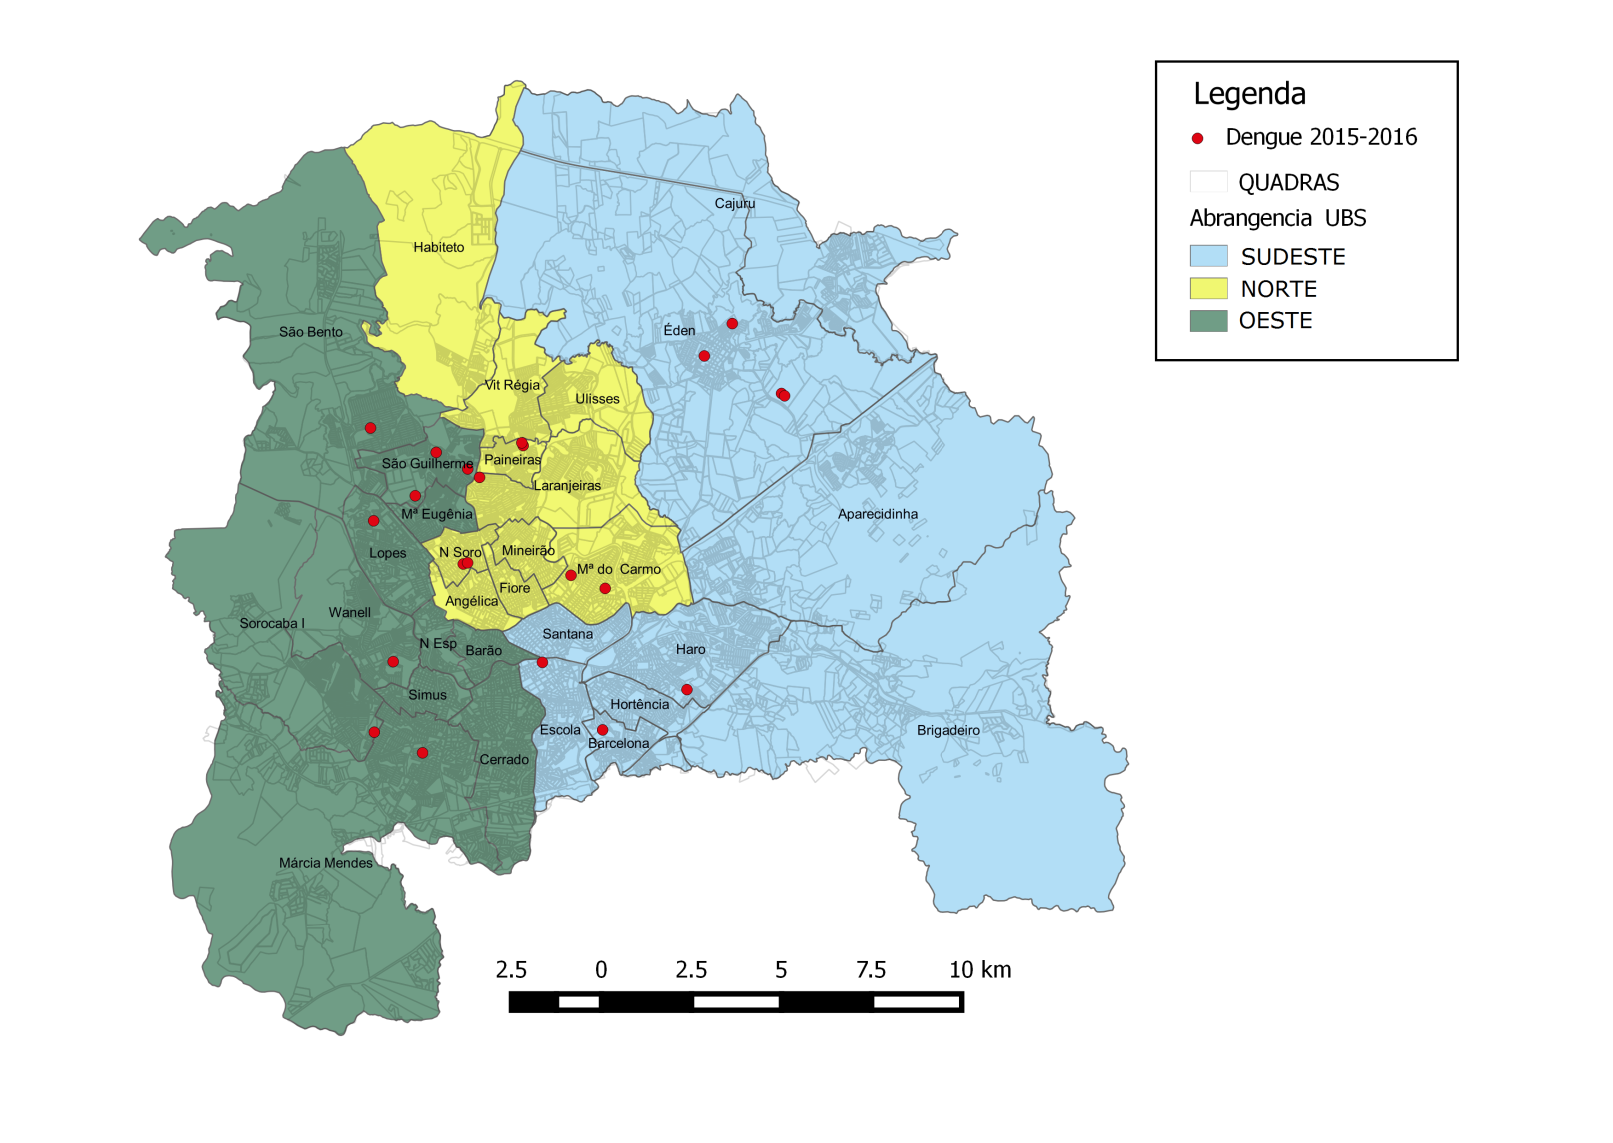 Legenda
Dengue 2015-2016
QUADRAS
Abrangencia UBS
SUDESTE
NORTE
OESTE
Cajuru
Habiteto
São Bento
Éden
Vit Régia
Ulisses
São Guilherme
Paineiras
Laranjeiras
Mª Eugênia
Aparecidinha
Lopes
N Soro
Mineirão
Mª do Carmo
Fiore
Angélica
Wanell
Sorocaba I
Santana
N Esp
Barão
Haro
Simus
Hortência
Escola
Barcelona
Brigadeiro
Cerrado
Márcia Mendes
2.5 0 2.5 5 7.5 10 km